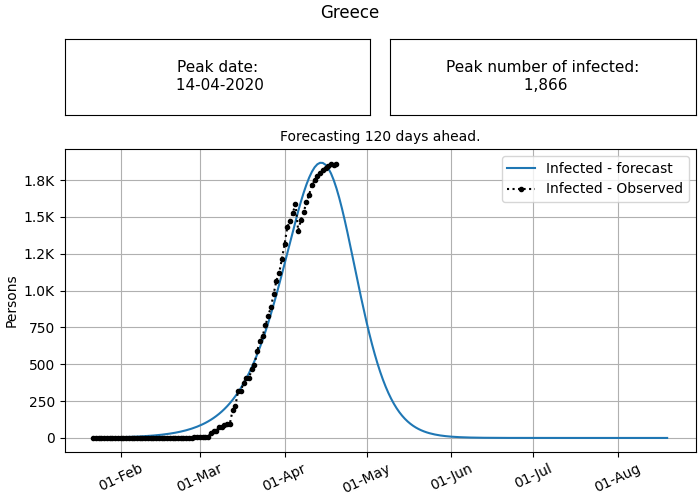 Greece
Peak date:
14-04-2020
Peak number of infected:
1,866
Forecasting 120 days ahead.
Infected - forecast
Infected - Observed
Persons
1.8K
1.5K
1.2K
1.0K
750
500
250
0
01-Feb
01-Mar
01-Apr
01-May
01-Jun
01-Jul
01-Aug